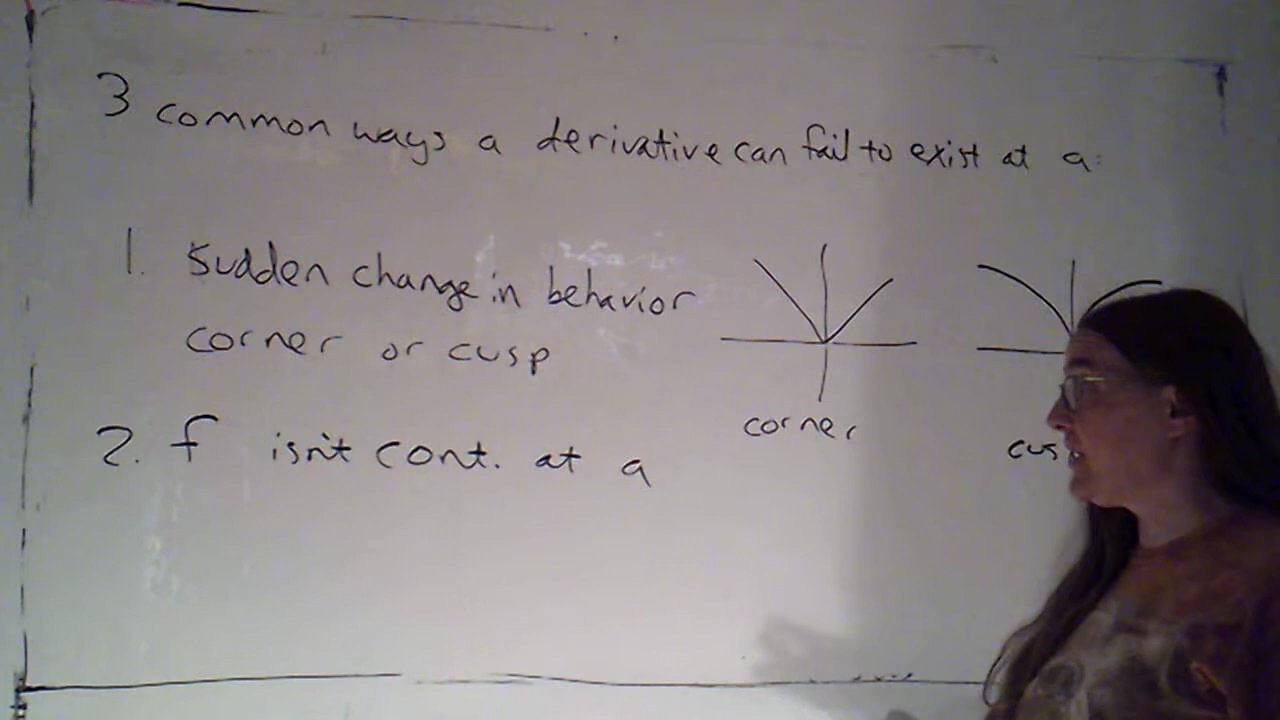 3 common ways a derivative can fail to exist at a:
1. Sudden change in behavior
corner or cusp
corner
2. f isn't cont. at a